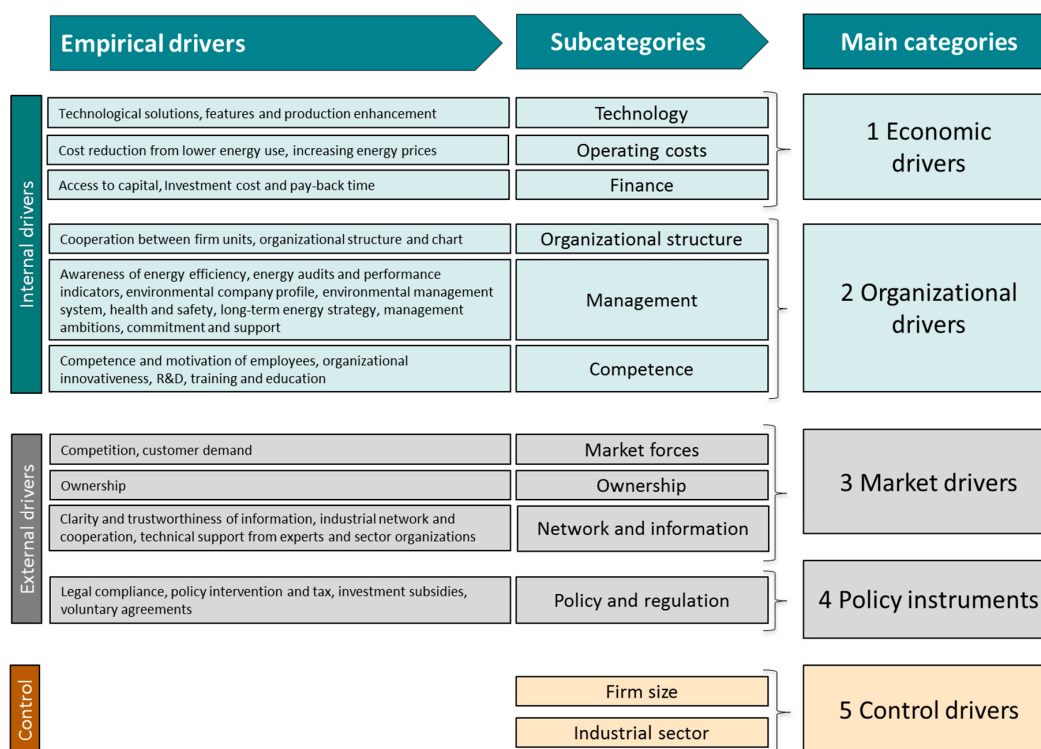 Empirical drivers
Subcategories
Main categories
Internal drivers
Technological solutions, features and production enhancement
Technology
Cost reduction from lower energy use, increasing energy prices
Operating costs
Access to capital, Investment cost and pay-back time
Finance
1 Economic
drivers
Cooperation between firm units, organizational structure and chart
Organizational structure
Awareness of energy efficiency, energy audits and performance
indicators, environmental company profile, environmental management
system, health and safety, long-term energy strategy, management
ambitions, commitment and support
Management
Competence and motivation of employees, organizational
innovativeness, R&D, training and education
Competence
2 Organizational
drivers
External drivers
Competition, customer demand
Market forces
Ownership
Ownership
Clarity and trustworthiness of information, industrial network and
cooperation, technical support from experts and sector organizations
Network and information
3 Market drivers
Legal compliance, policy intervention and tax, investment subsidies,
voluntary agreements
Policy and regulation
4 Policy instruments
Control
Firm size
Industrial sector
5 Control drivers